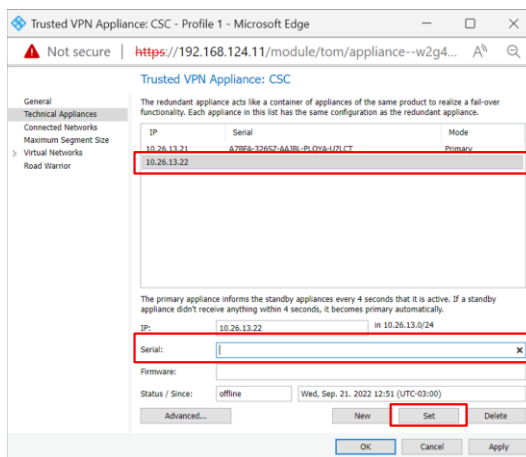 Trusted VPN Appliance: CSC - Profile 1 - Microsoft Edge
Not secure | https://192.168.124.11/module/tom/appliance--w2g4...
Trusted VPN Appliance: CSC
General
Technical Appliances
Connected Networks
Maximum Segment Size
Virtual Networks
Road Warrior
The redundant appliance acts like a container of appliances of the same product to realize a fail-over
functionality. Each appliance in this list has the same configuration as the redundant appliance.
IP Serial Mode
10.26.13.21 Primary
10.26.13.22
The primary appliance informs the standby appliances every 4 seconds that it is active. If a standby
appliance didn't receive anything within 4 seconds, it becomes primary automatically.
IP: 10.26.13.22 in 10.26.13.0/24
Serial:
Firmware:
Status / Since: offline Wed, Sep. 21. 2022 12:51 (UTC-03:00)
Advanced... New Set Delete
OK Cancel Apply